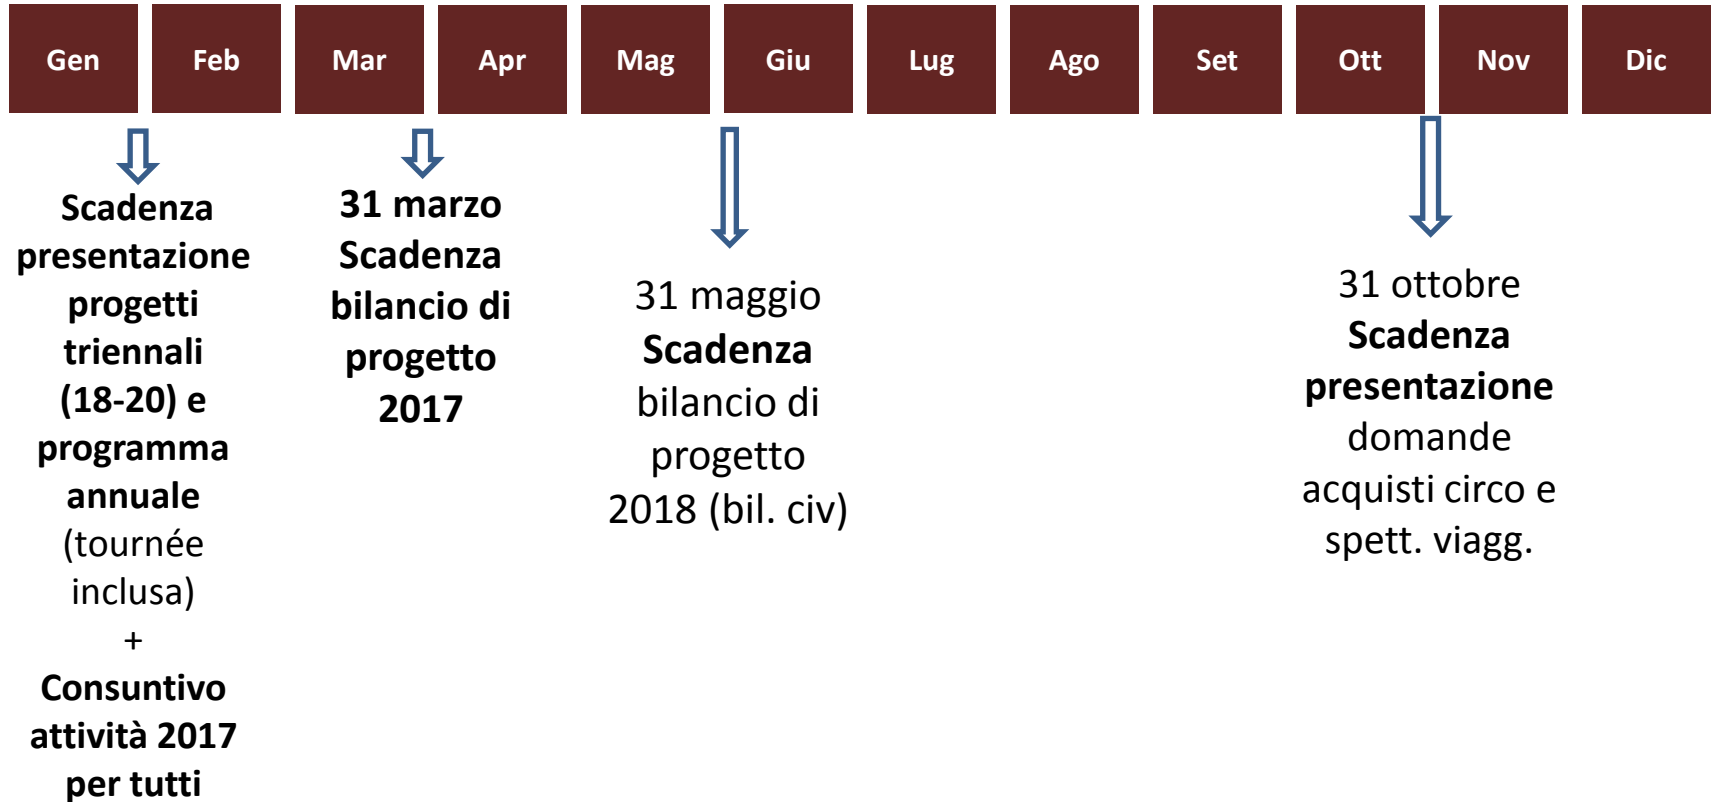 Gen Feb Mar Apr Mag Giu Lug Ago Set Ott Nov Dic
Scadenza
presentazione
progetti
triennali
(18-20) e
programma
annuale
(tournée
inclusa)
+
Consuntivo
attività 2017
per tutti
31 marzo
Scadenza
bilancio di
progetto
2017
31 maggio
Scadenza
bilancio di
progetto
2018 (bil. civ)
31 ottobre
Scadenza
presentazione
domande
acquisti circo e
spett. viagg.